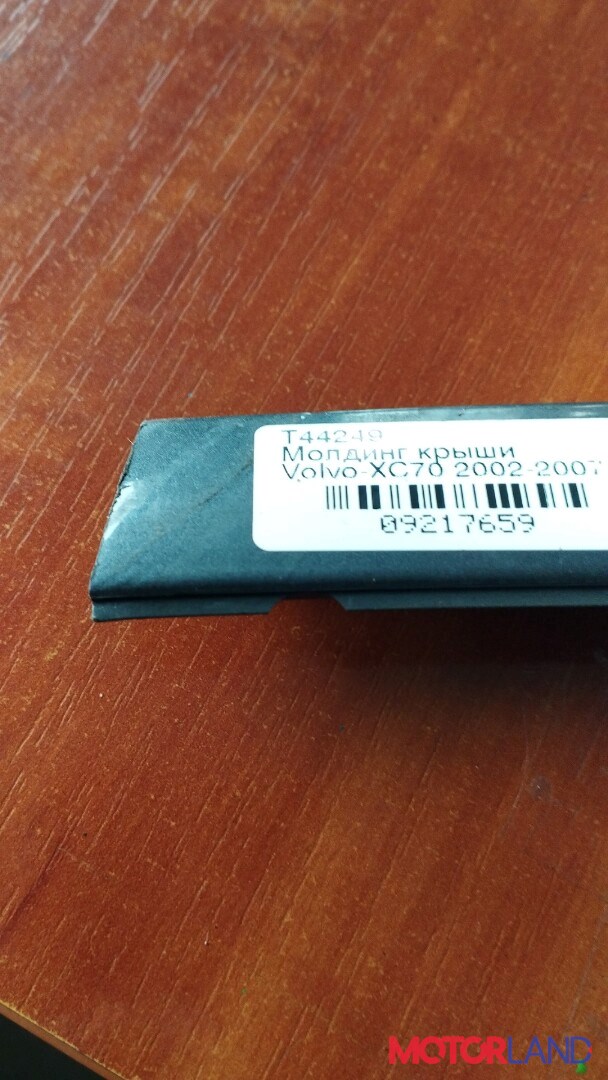 T44249
Молдинг крыши
Volvo XC70 2002-2007
09217659
MOTORLAND